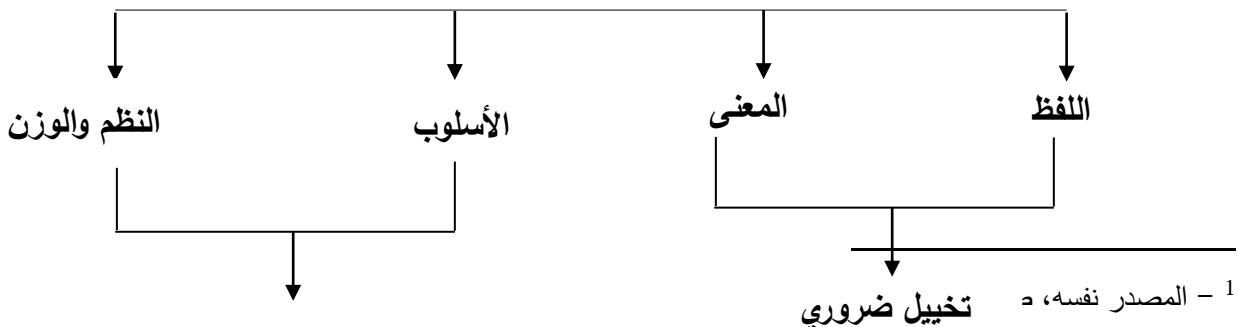 اللفظ المعنى الأسلوب النظم والوزن
تخييل ضروري
1 – المصدر نفسه،